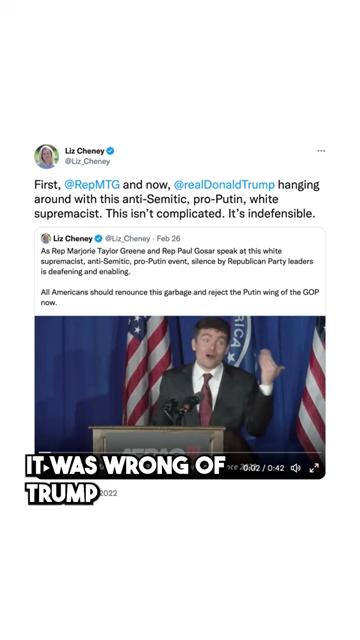 Liz Cheney
@Liz_Cheney
First, @RepMTG and now, @realDonaldTrump hanging
around with this anti-Semitic, pro-Putin, white
supremacist. This isn’t complicated. It’s indefensible.
Liz Cheney @Liz_Cheney · Feb 26
As Rep Marjorie Taylor Greene and Rep Paul Gosar speak at this white
supremacist, anti-Semitic, pro-Putin event, silence by Republican Party leaders
is deafening and enabling.
All Americans should renounce this garbage and reject the Putin wing of the GOP
now.
0:02 / 0:42
IT WAS WRONG OF
TRUMP
2022